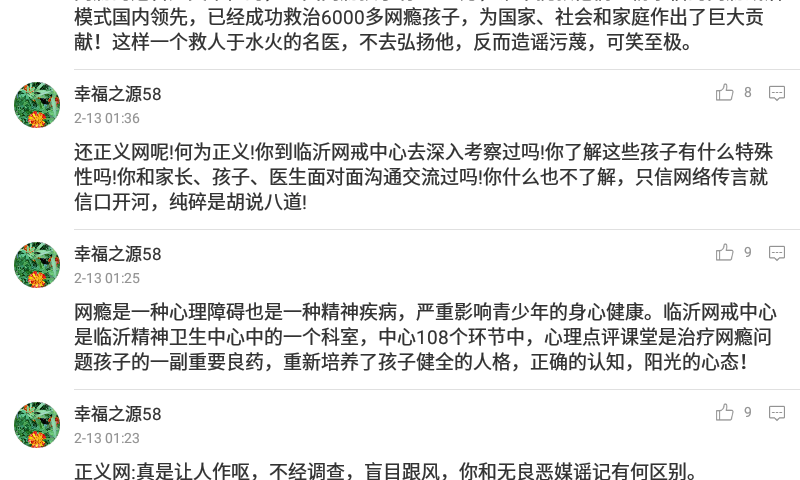 模式国内领先，已经成功救治6000多网瘾孩子，为国家、社会和家庭作出了巨大贡
献！这样一个救人于水火的名医，不去弘扬他，反而造谣污蔑，可笑至极。
幸福之源58
8
2-13 01:36
还正义网呢!何为正义!你到临沂网戒中心去深入考察过吗!你了解这些孩子有什么特殊
性吗!你和家长、孩子、医生面对面沟通交流过吗!你什么也不了解，只信网络传言就
信口开河，纯碎是胡说八道!
幸福之源58
9
2-13 01:25
网瘾是一种心理障碍也是一种精神疾病，严重影响青少年的身心健康。临沂网戒中心
是临沂精神卫生中心中的一个科室，中心108个环节中，心理点评课堂是治疗网瘾问
题孩子的一副重要良药，重新培养了孩子健全的人格，正确的认知，阳光的心态！
幸福之源58
9
2-13 01:23
正义网:真是让人作呕，不经调查，盲目跟风，你和无良恶媒谣记有何区别。